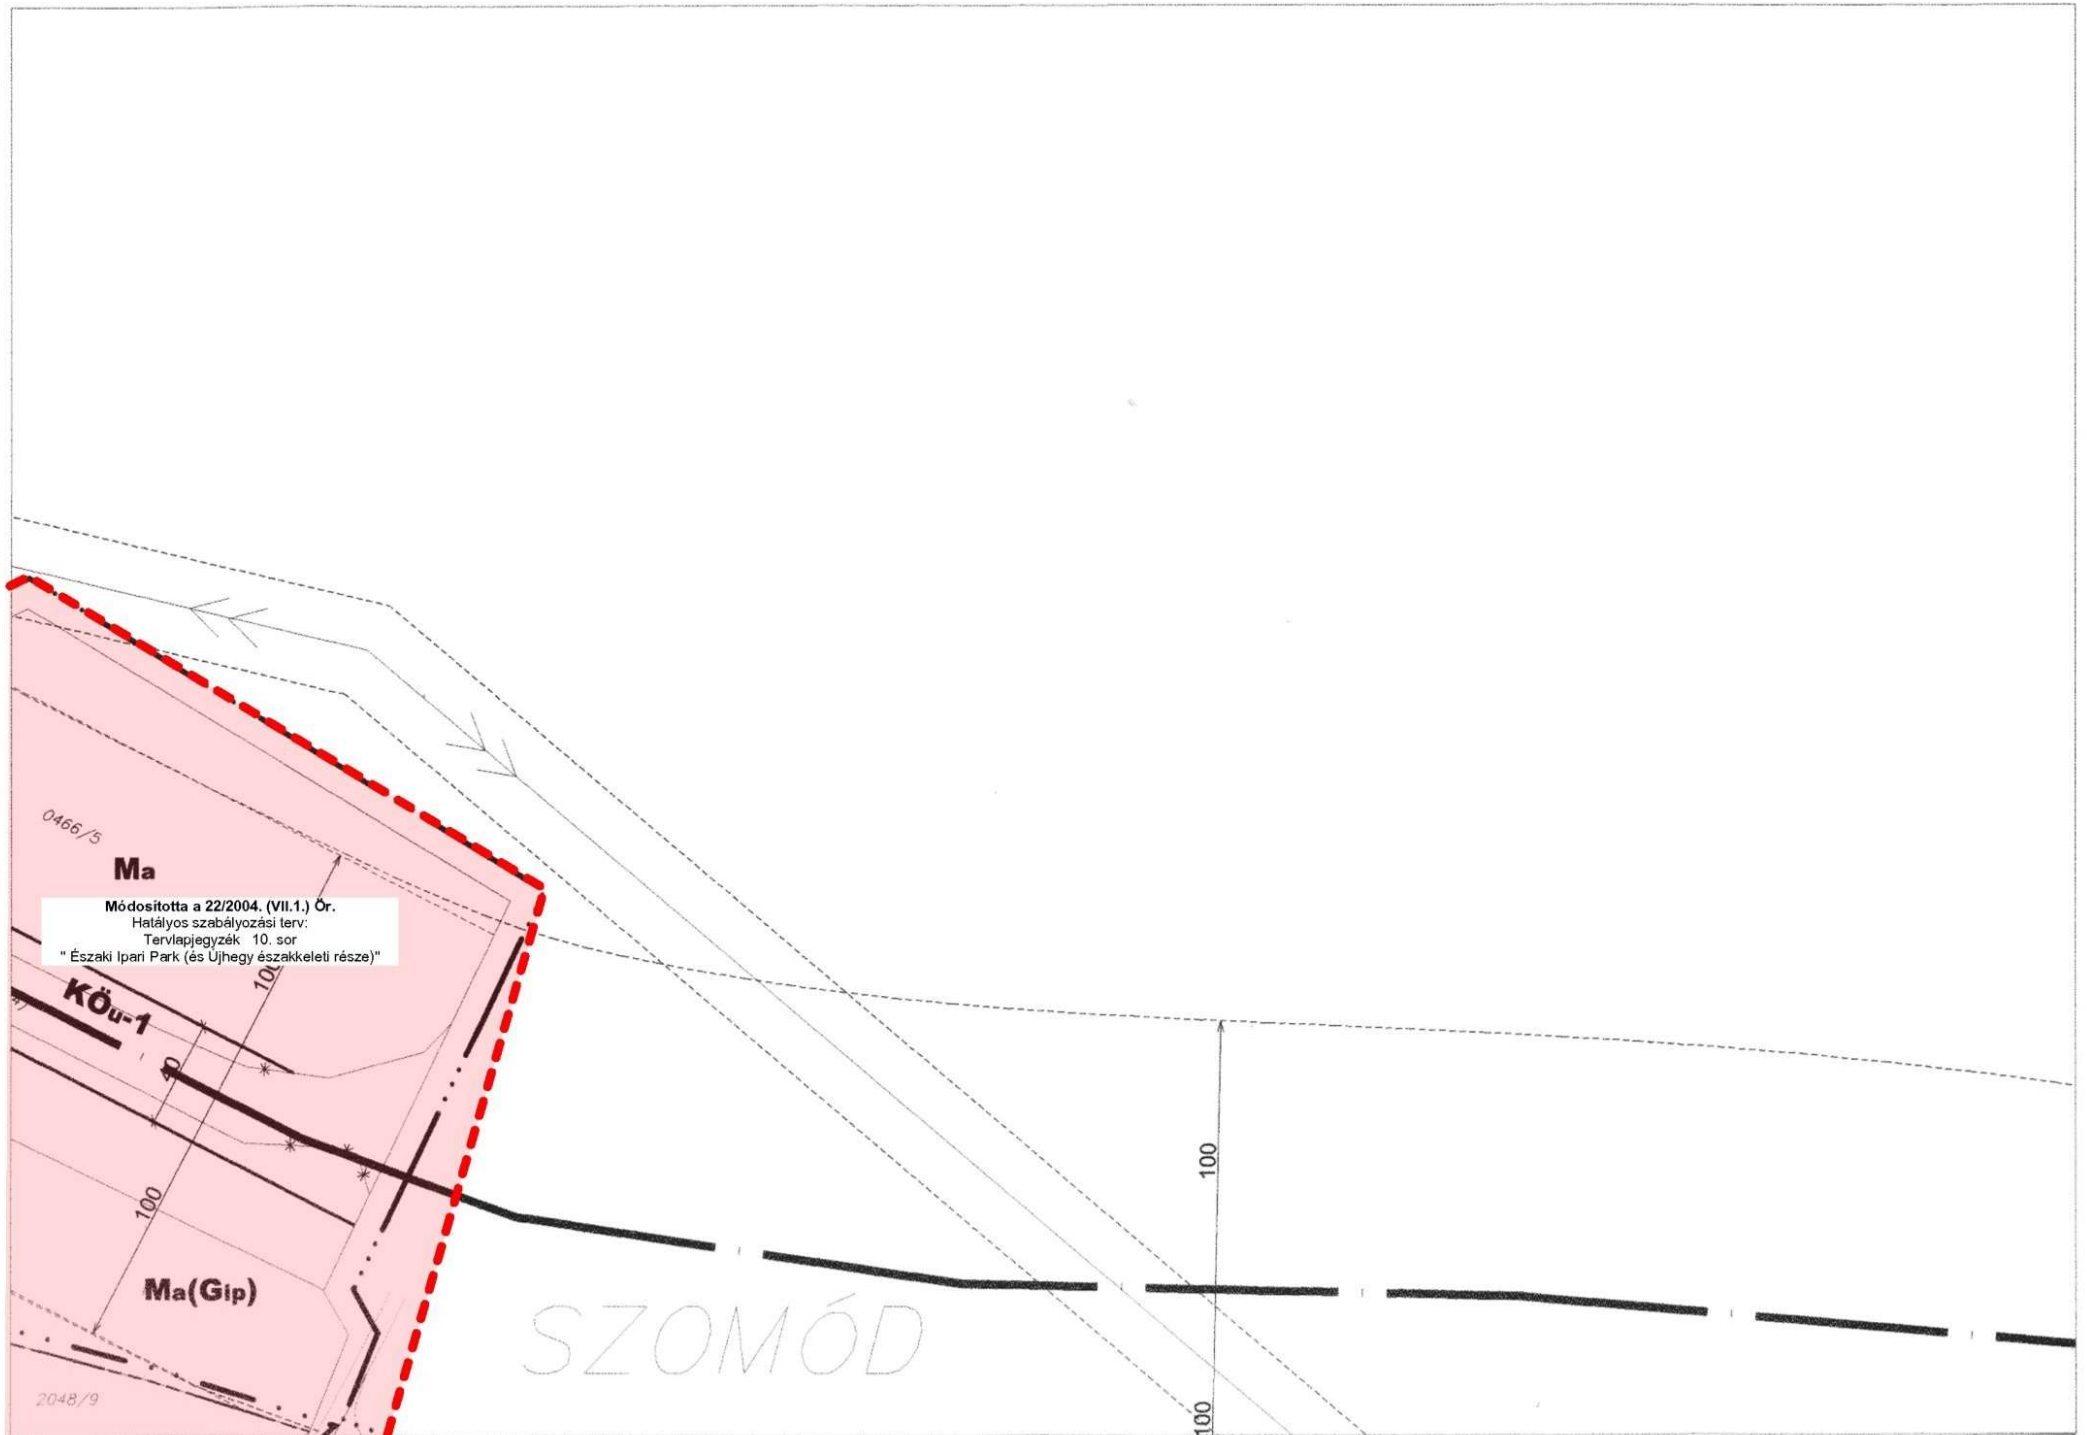 0466/5
Ma
Módosította a 22/2004. (VII.1.) Ör.
Hatályos szabályozási terv:
Tervlapjegyzék 10. sor
" Északi Ipari Park (és Újhegy északkeleti része)"
100
KÖu-1
40
100
100
Ma(Gip)
SZOMÓD
2048/9
100